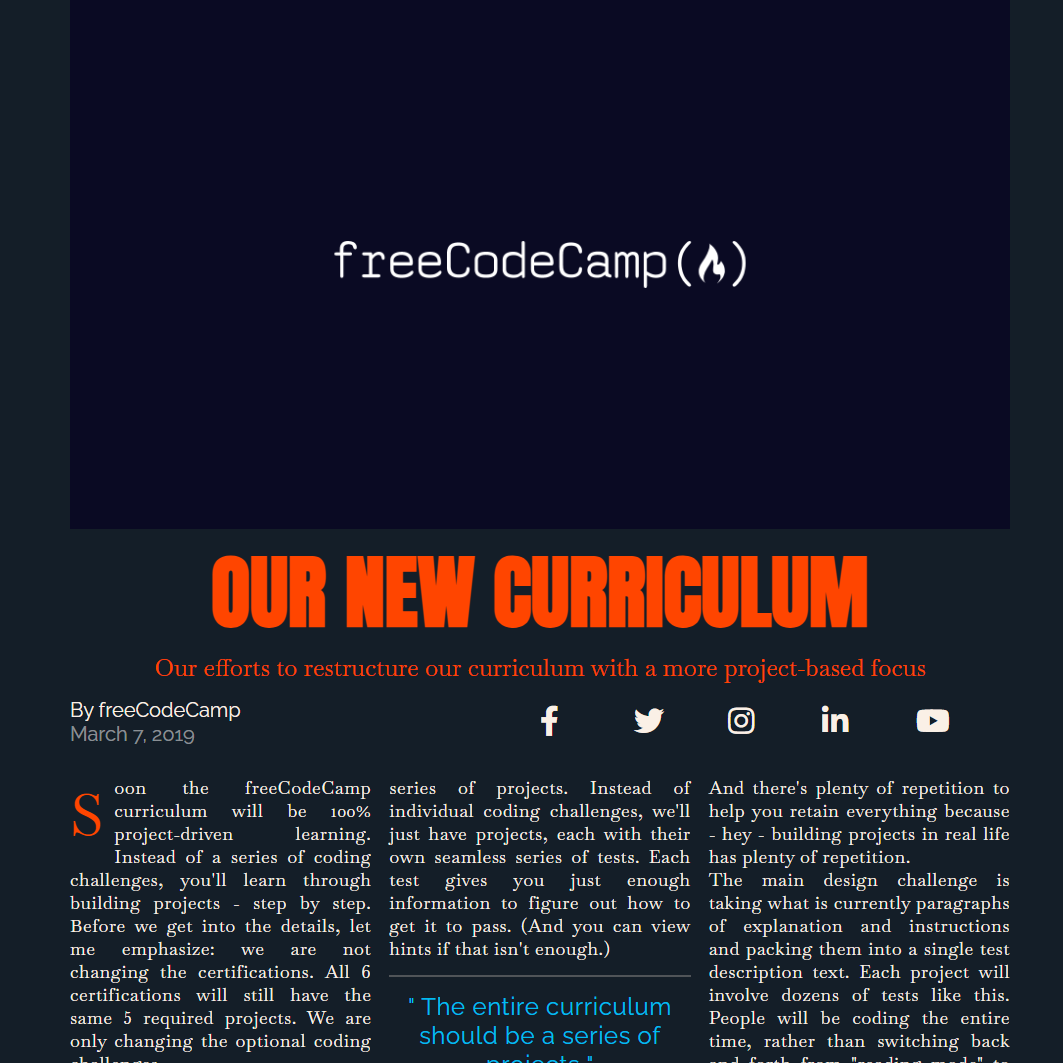 freeCodeCamp
OUR NEW CURRICULUM
Our efforts to restructure our curriculum with a more project-based focus
By freeCodeCamp
March 7, 2019
Soon the freeCodeCamp
curriculum will be 100%
project-driven learning.
Instead of a series of coding
challenges, you'll learn through
building projects - step by step.
Before we get into the details, let
me emphasize: we are not
changing the certifications. All 6
certifications will still have the
same 5 required projects. We are
only changing the optional coding
challenges.
series of projects. Instead of
individual coding challenges, we'll
just have projects, each with their
own seamless series of tests. Each
test gives you just enough
information to figure out how to
get it to pass. (And you can view
hints if that isn't enough.)
" The entire curriculum
should be a series of
projects "
And there's plenty of repetition to
help you retain everything because
- hey - building projects in real life
has plenty of repetition.
The main design challenge is
taking what is currently paragraphs
of explanation and instructions
and packing them into a single test
description text. Each project will
involve dozens of tests like this.
People will be coding the entire
time, rather than switching back
and forth from "reading mode" to